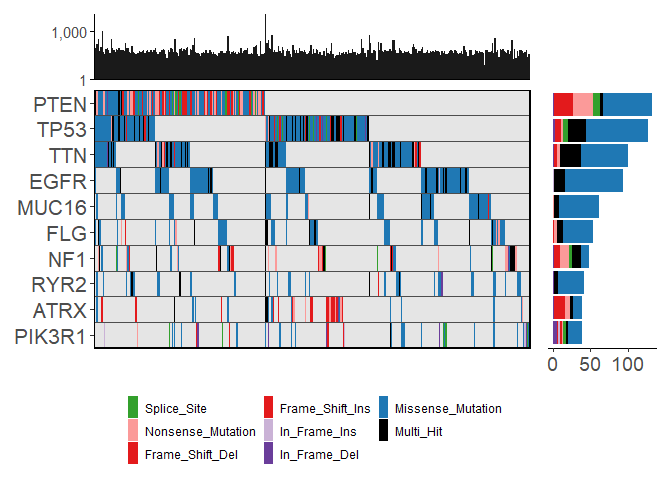 1,000
1
PTEN
TP53
TTN
EGFR
MUC16
FLG
NF1
RYR2
ATRX
PIK3R1
0 50 100
Splice_Site Frame_Shift_Ins Missense_Mutation
Nonsense_Mutation In_Frame_Ins Multi_Hit
Frame_Shift_Del In_Frame_Del